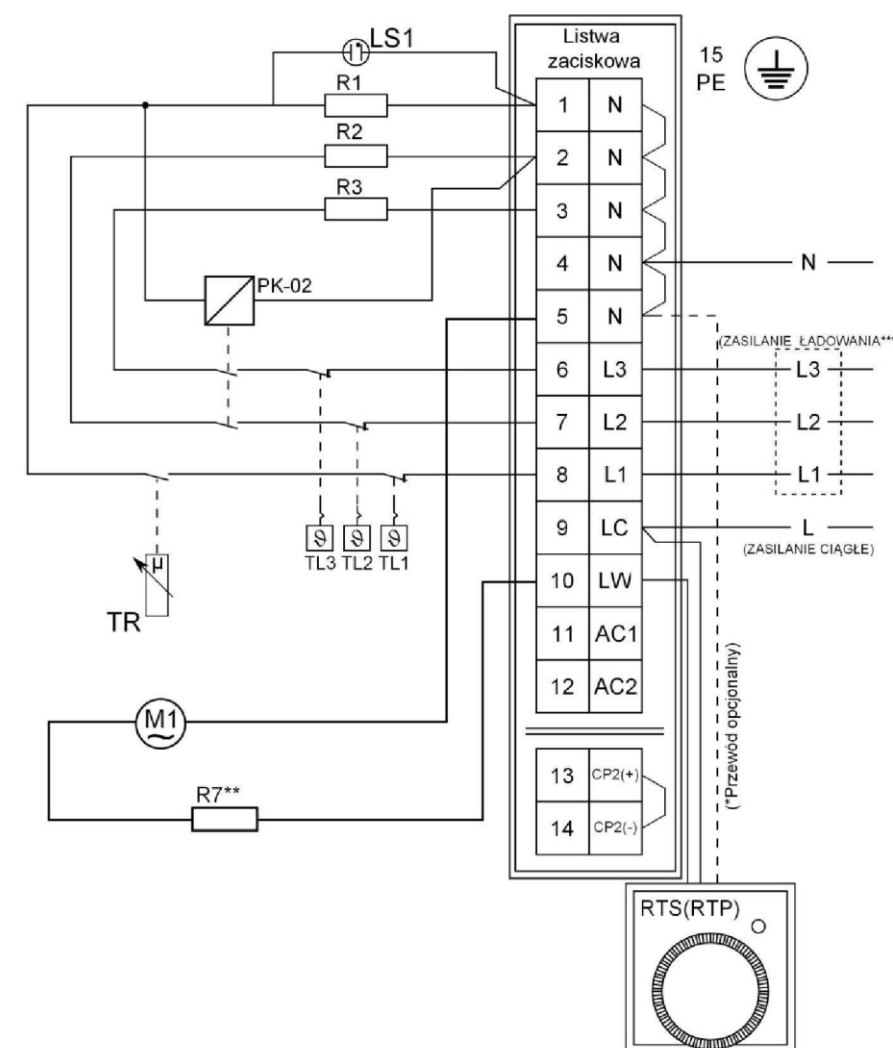 LS1
Listwa
zaciskowa
15
PE
R1
1 N
R2
2 N
R3
3 N
4 N
N
PK-02
5 N
(ZASILANIE ŁADOWANIA***
6 L3
L3
7 L2
L2
8 L1
L1
9 LC
L
(ZASILANIE CIĄGŁE)
ϑ ϑ ϑ
TL3 TL2 TL1
μ
TR
10 LW
11 AC1
12 AC2
M1
~
R7**
13 CP2(+)
14 CP2(-)
(*Przewód opcjonalny)
RTS(RTP)